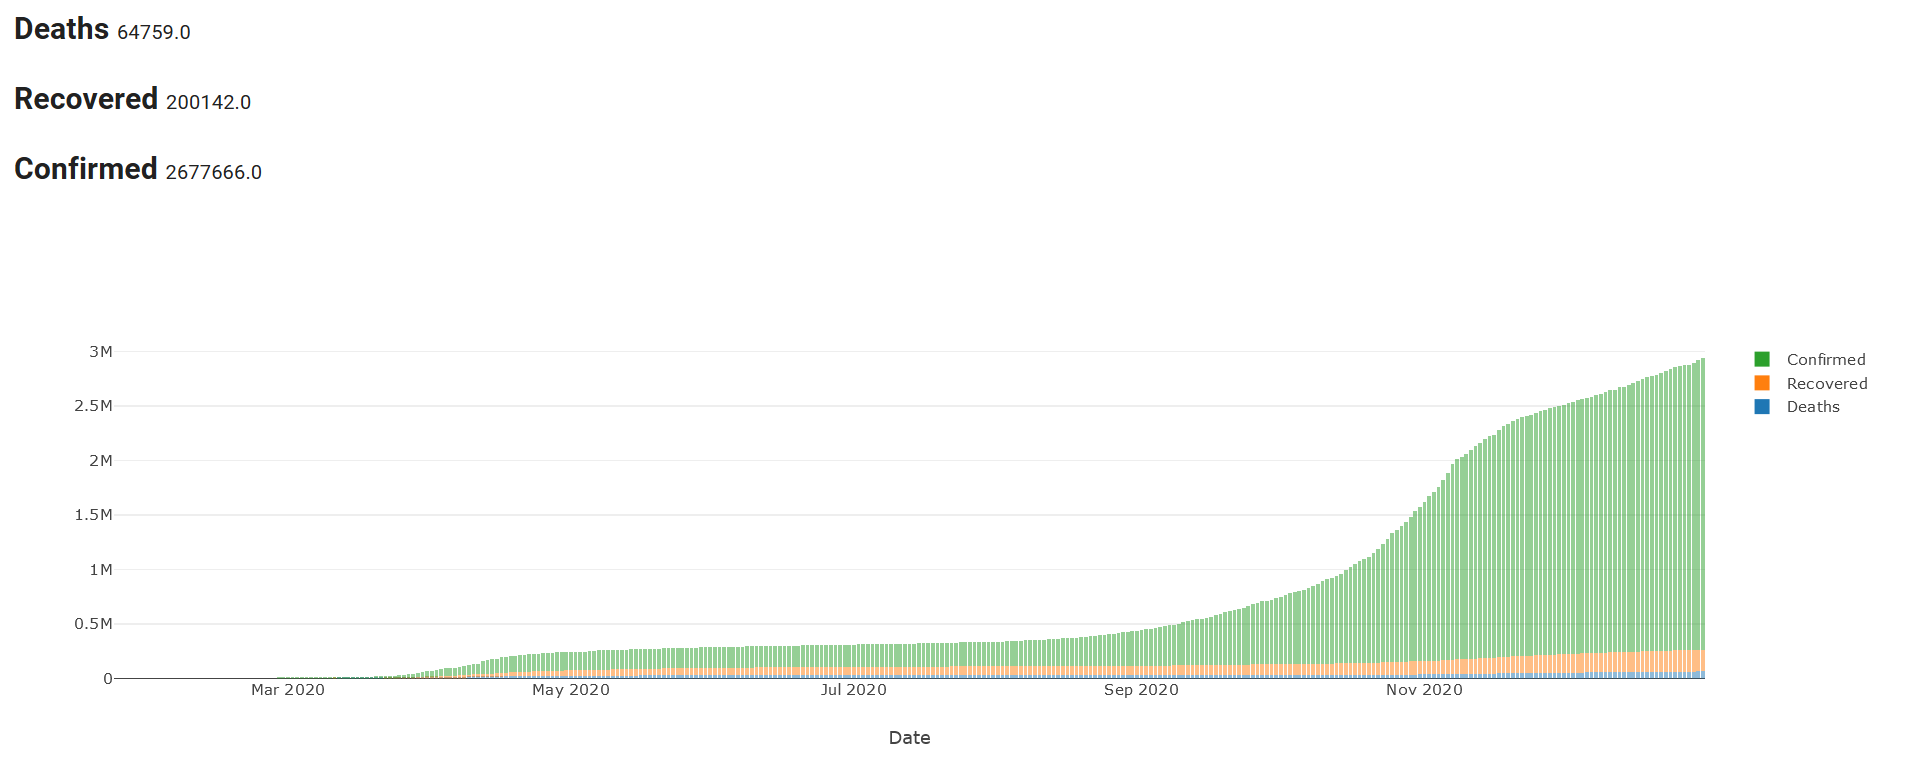 Deaths 64759.0
Recovered 200142.0
Confirmed 2677666.0
3M
2.5M
2M
1.5M
1M
0.5M
0
Mar 2020
May 2020
Jul 2020
Sep 2020
Nov 2020
Date
Confirmed
Recovered
Deaths